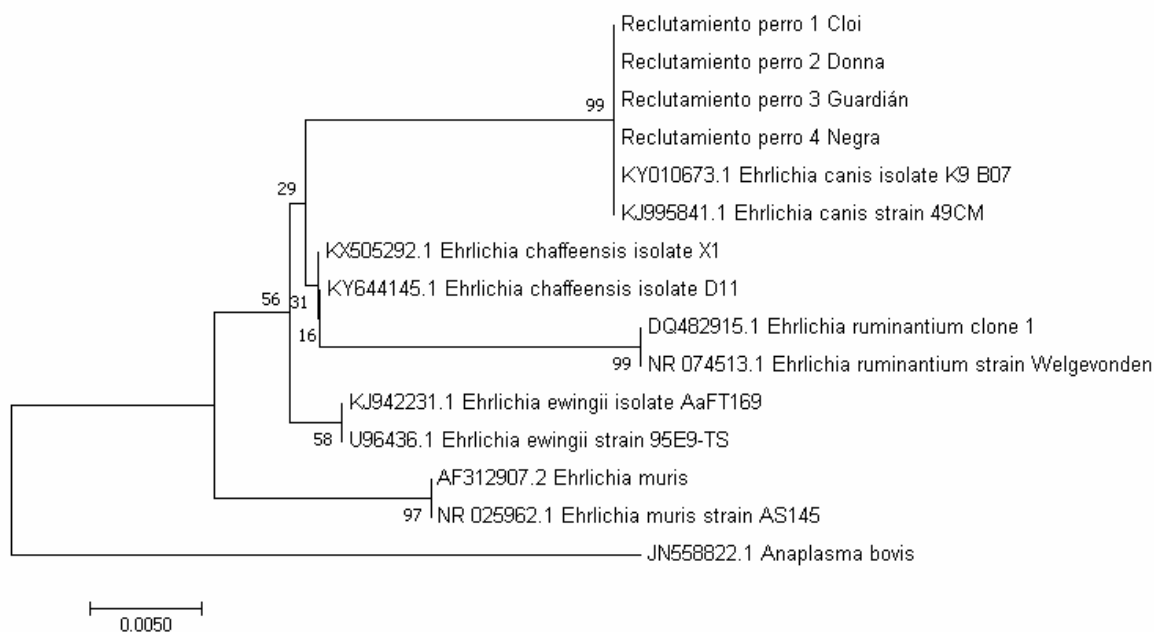 Reclutamiento perro 1 Cloi
Reclutamiento perro 2 Donna
99
Reclutamiento perro 3 Guardián
Reclutamiento perro 4 Negra
KY010673.1 Ehrlichia canis isolate K9 B07
29
KJ995841.1 Ehrlichia canis strain 49CM
KX505292.1 Ehrlichia chaffeensis isolate X1
KY644145.1 Ehrlichia chaffeensis isolate D11
56
31
DQ482915.1 Ehrlichia ruminantium clone 1
16
99
NR 074513.1 Ehrlichia ruminantium strain Welgevonden
KJ942231.1 Ehrlichia ewingii isolate AaFT169
58
U96436.1 Ehrlichia ewingii strain 95E9-TS
AF312907.2 Ehrlichia muris
97
NR 025962.1 Ehrlichia muris strain AS145
JN558822.1 Anaplasma bovis
0.0050